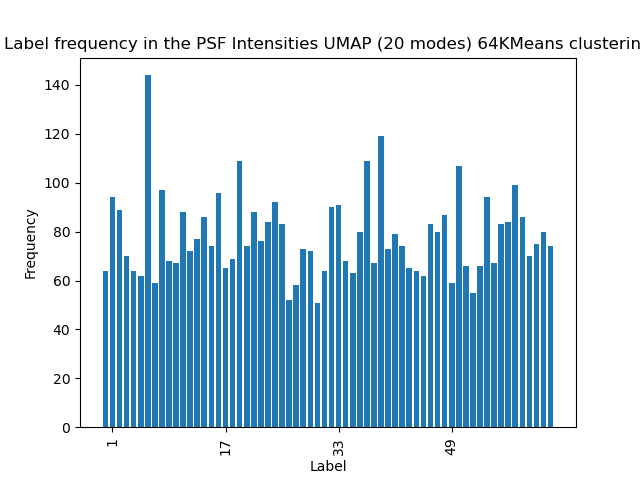 Label frequency in the PSF Intensities UMAP (20 modes) 64KMeans clusterin
140
120
100
80
60
40
20
0
Frequency
1 17 33 49
Label